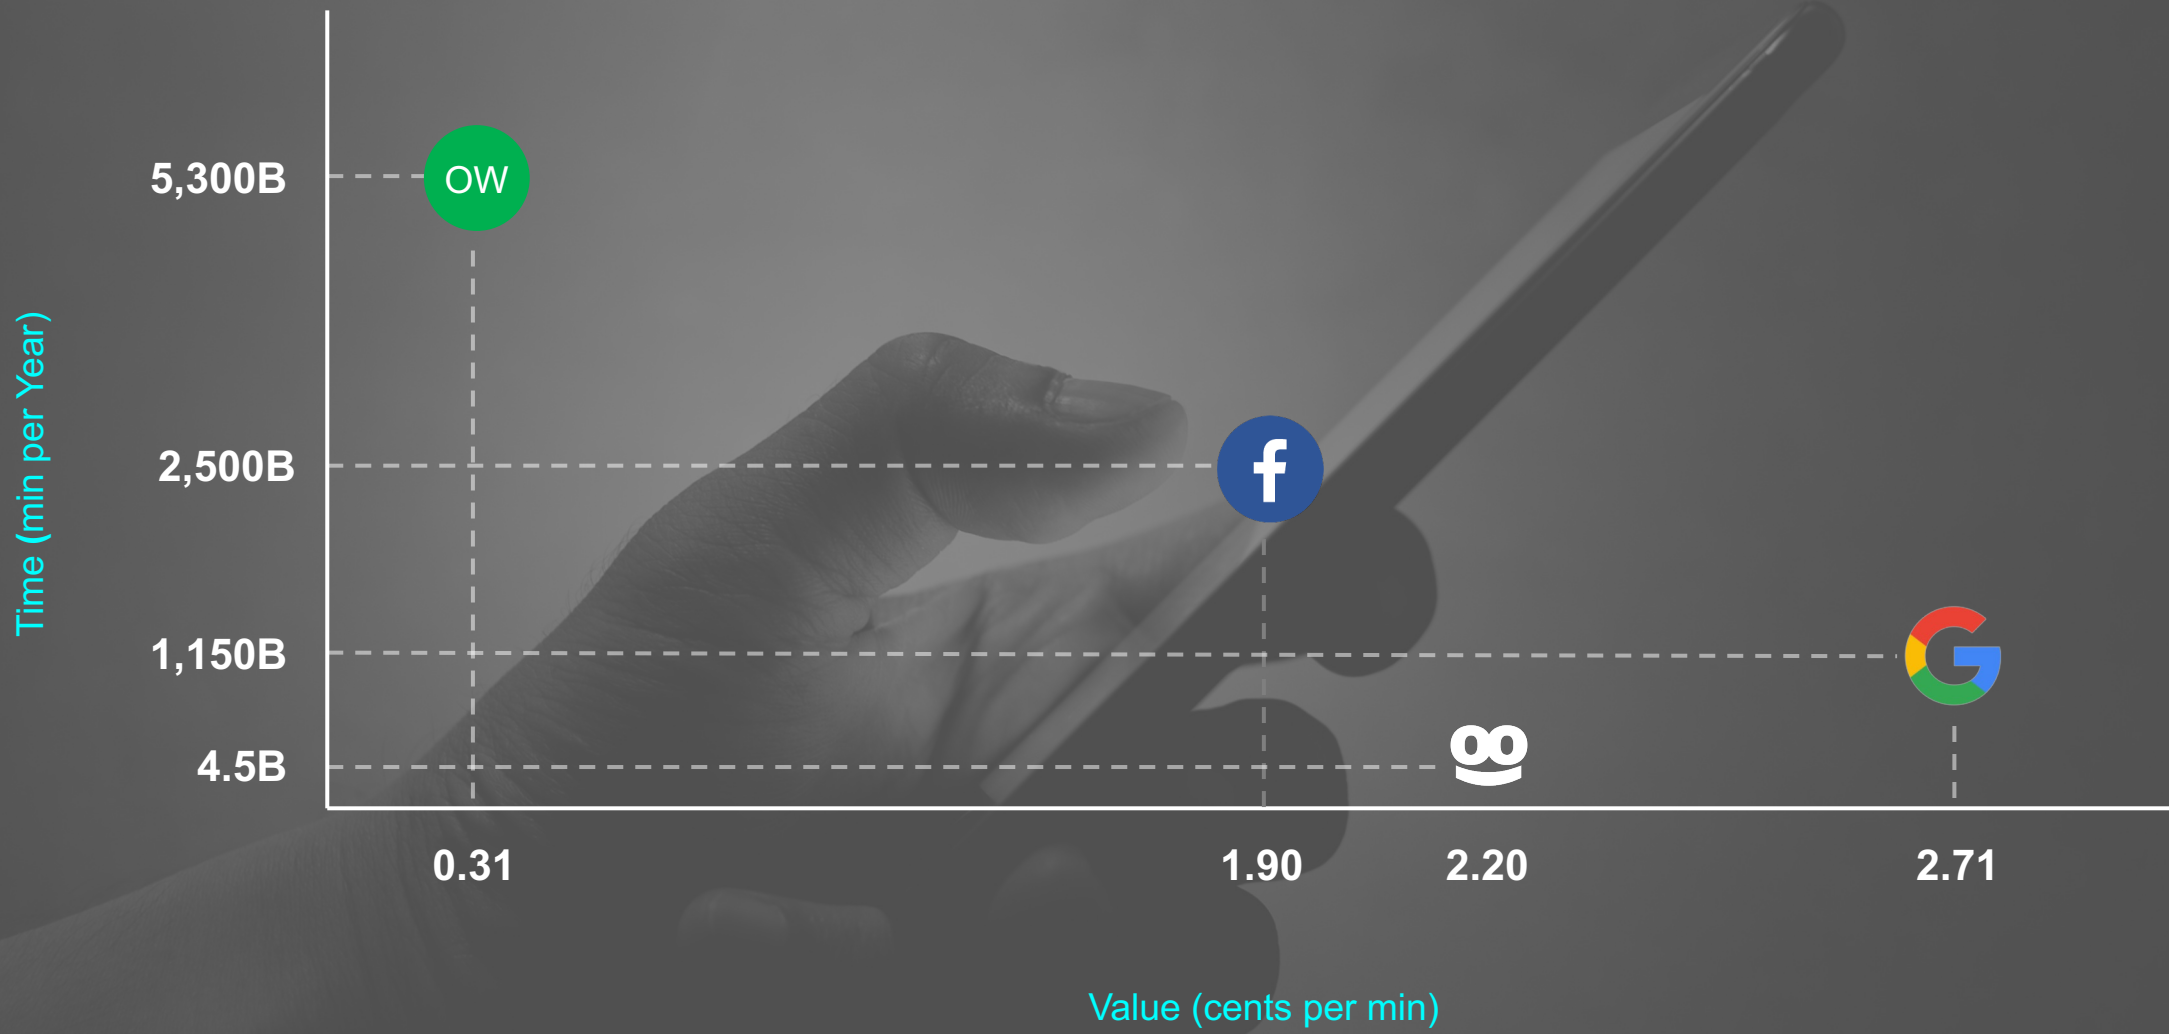 5,300B
OW
Time (min per Year)
2,500B
f
1,150B
G
4.5B
0.31
1.90
2.20
2.71
Value (cents per min)